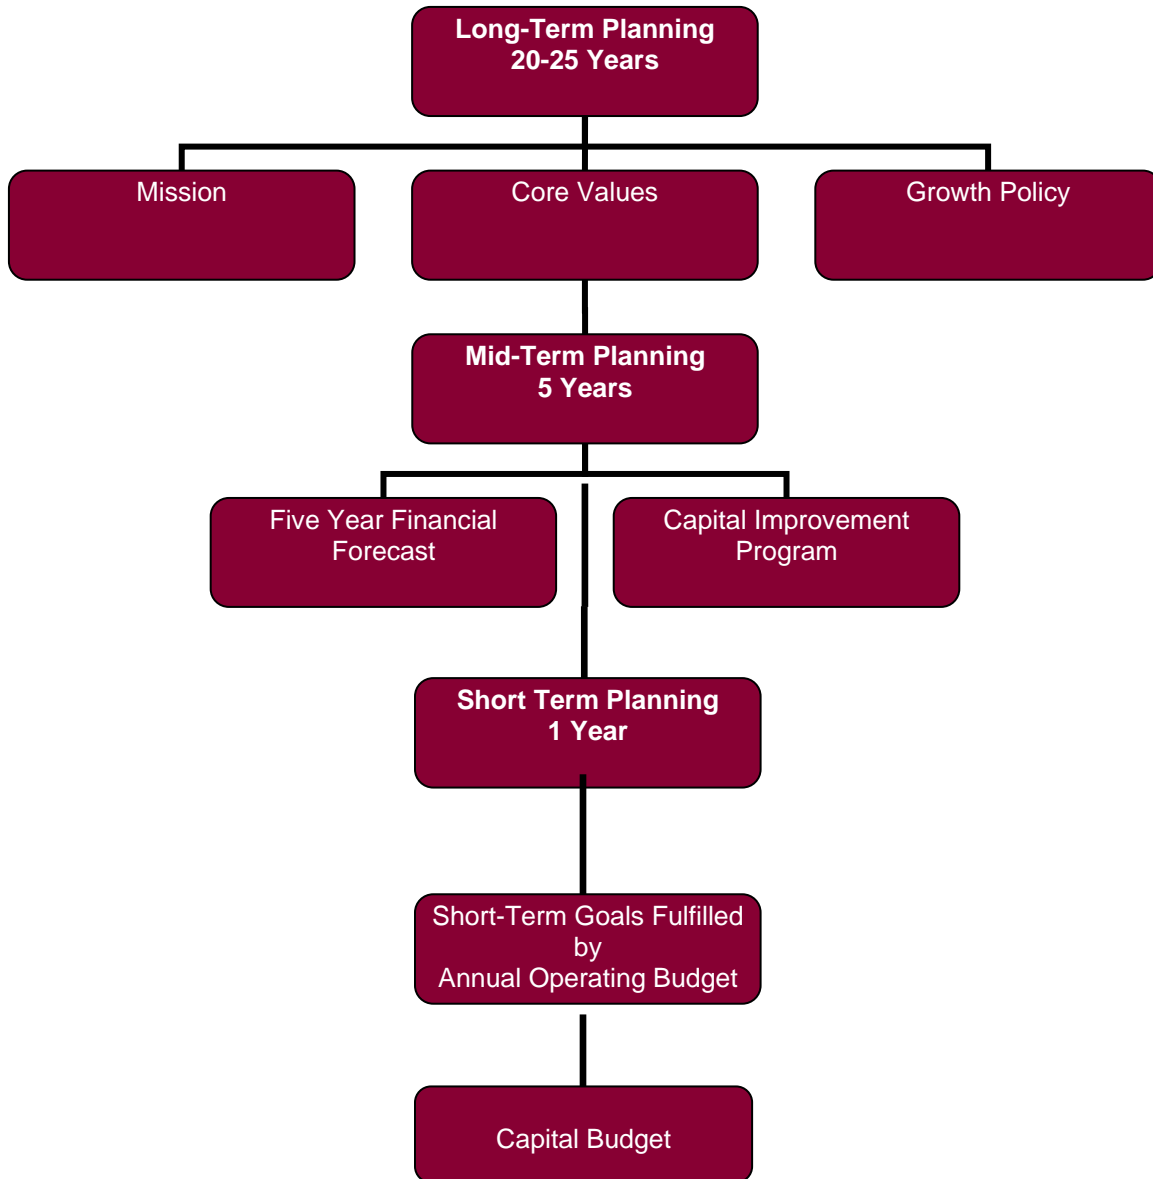 Long-Term Planning
20-25 Years
Mission
Core Values
Growth Policy
Mid-Term Planning
5 Years
Five Year Financial
Forecast
Capital Improvement
Program
Short Term Planning
1 Year
Short-Term Goals Fulfilled
by
Annual Operating Budget
Capital Budget